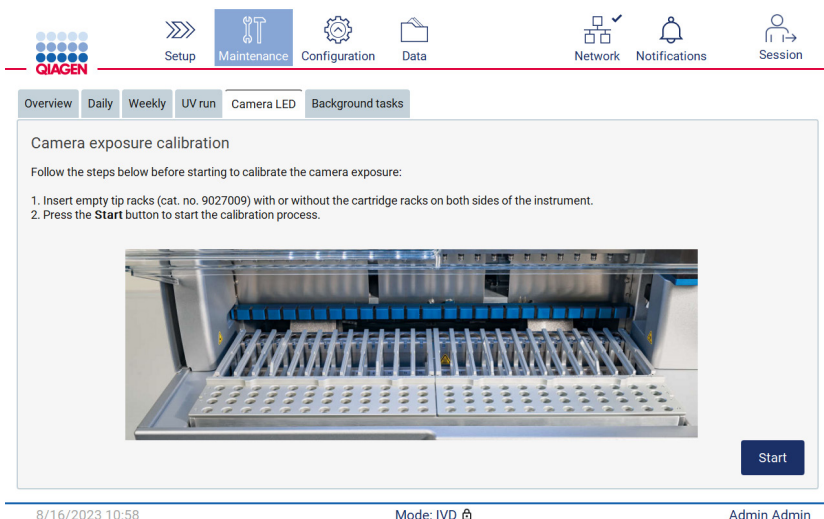 QIAGEN
Setup
Maintenance
Configuration
Data
Network
Notifications
Session
Overview
Daily
Weekly
UV run
Camera LED
Background tasks
Camera exposure calibration
Follow the steps below before starting to calibrate the camera exposure:
1. Insert empty tip racks (cat. no. 9027009) with or without the cartridge racks on both sides of the instrument.
2. Press the Start button to start the calibration process.
Start
8/16/2023 10:58
Mode: IVD
Admin Admin